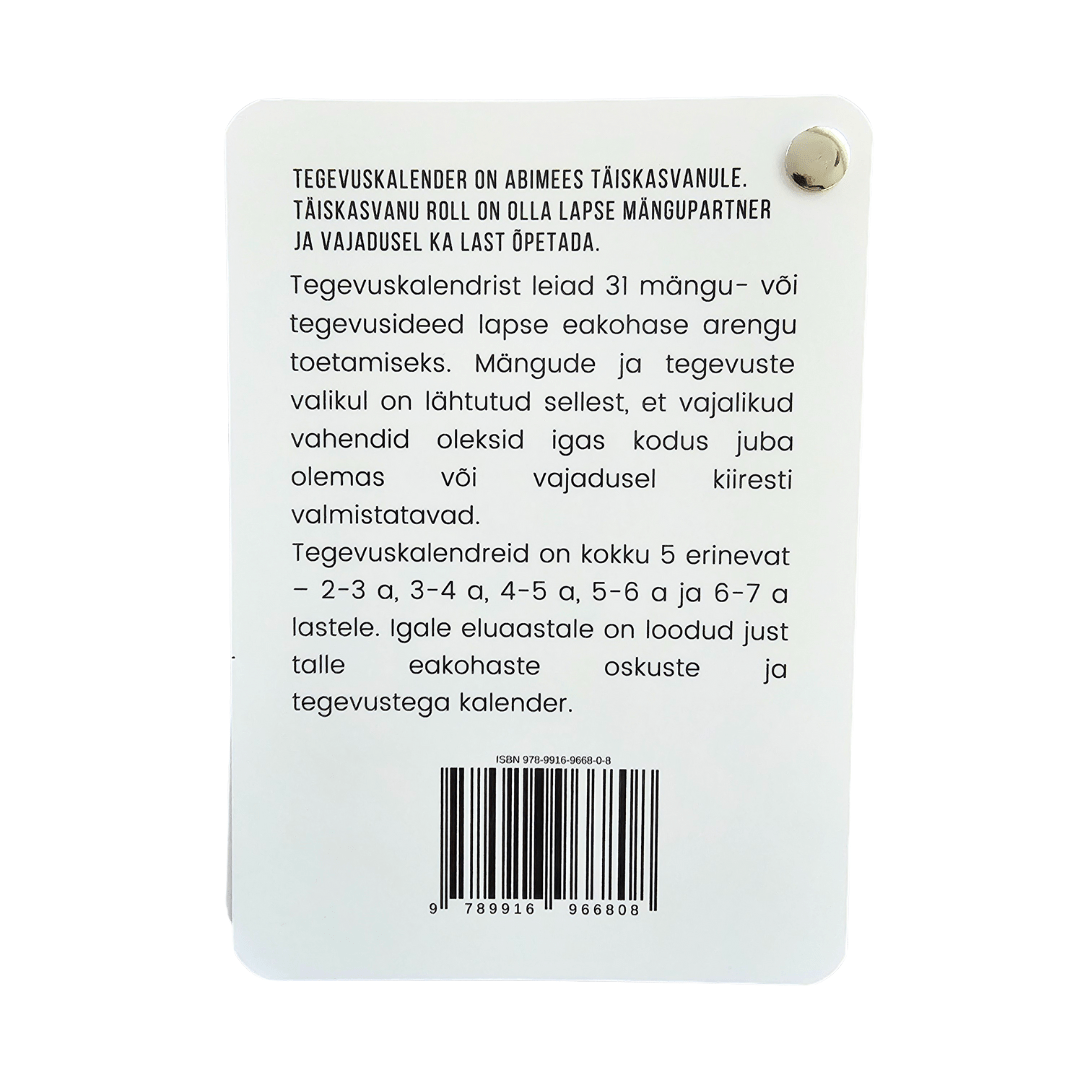 TEGEVUSKALENDER ON ABIMEES TÄISKASVANULE.
TÄISKASVANU ROLL ON OLLA LAPSE MÄNGUPARTNER
JA VAJADUSEL KA LAST ÕPETADA.
Tegevuskalendrist leiad 31 mängu- või
tegevusideed lapse eakohase arengu
toetamiseks. Mängude ja tegevuste
valikul on lähtutud sellest, et vajalikud
vahendid oleksid igas kodus juba
olemas või vajadusel kiiresti
valmistatavad.
Tegevuskalendreid on kokku 5 erinevat
– 2-3 a, 3-4 a, 4-5 a, 5-6 a ja 6-7 a
lastele. Igale eluaastale on loodud just
talle eakohaste oskuste ja
tegevustega kalender.
ISBN 978-9916-9668-0-8
9 789916 966808